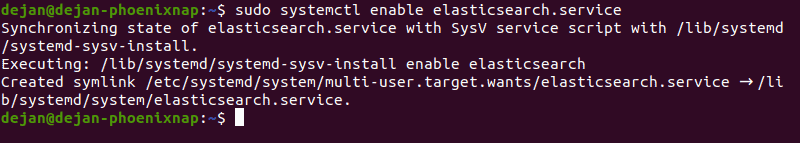 dejan@dejan-phoenixnap:~$ sudo systemctl enable elasticsearch.service
Synchronizing state of elasticsearch.service with SysV service script with /lib/systemd
/systemd-sysv-install.
Executing: /lib/systemd/systemd-sysv-install enable elasticsearch
Created symlink /etc/systemd/system/multi-user.target.wants/elasticsearch.service → /li
b/systemd/system/elasticsearch.service.
dejan@dejan-phoenixnap:~$